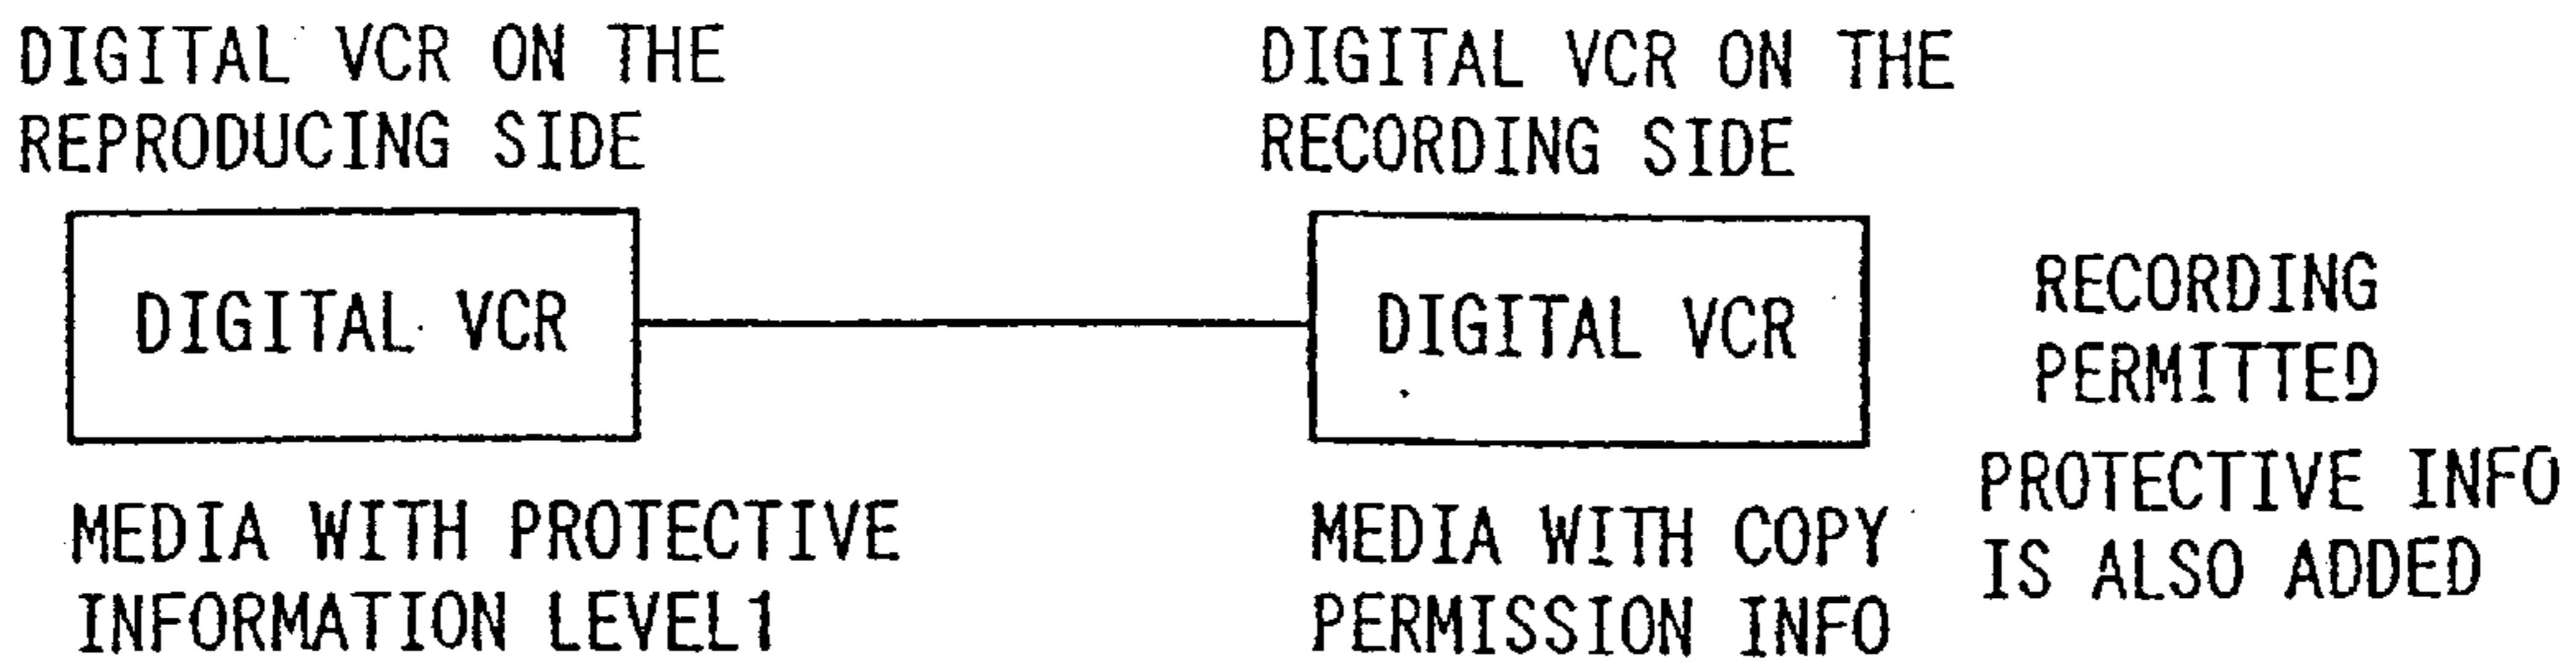 DIGITAL VCR ON THE
REPRODUCING SIDE
DIGITAL VCR ON THE
RECORDING SIDE
DIGITAL VCR
DIGITAL VCR
RECORDING
PERMITTED
MEDIA WITH PROTECTIVE
INFORMATION LEVEL1
MEDIA WITH COPY
PERMISSION INFO
PROTECTIVE INFO
IS ALSO ADDED